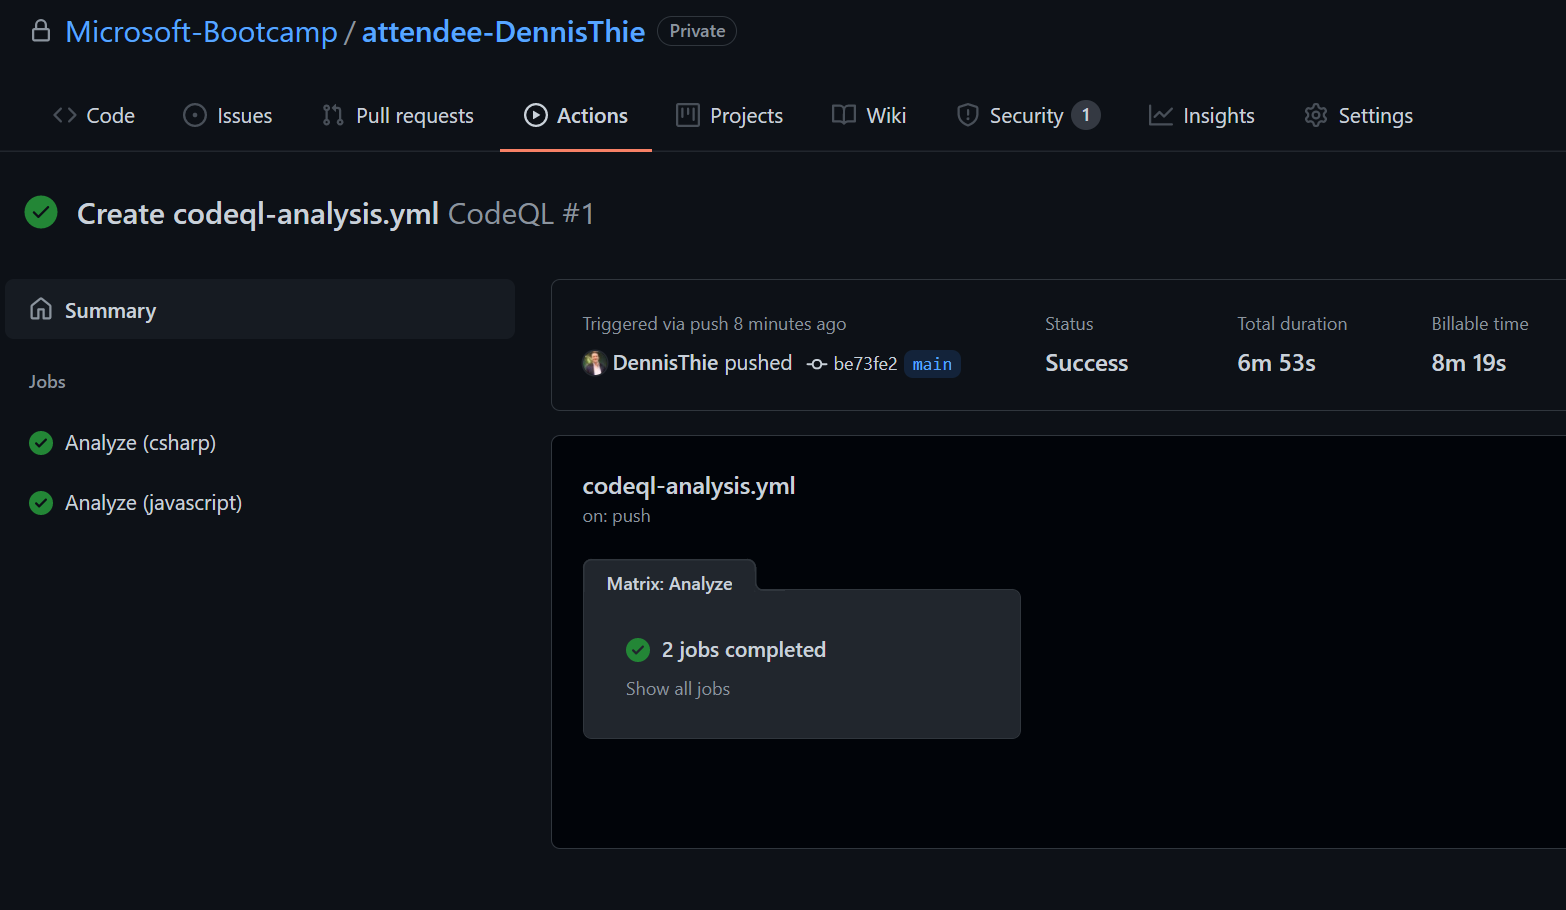 Microsoft-Bootcamp / attendee-DennisThie Private
Code Issues Pull requests Actions Projects Wiki Security 1 Insights Settings
Create codeql-analysis.yml CodeQL #1
Summary
Jobs
Analyze (csharp)
Analyze (javascript)
Triggered via push 8 minutes ago
DennisThie pushed be73fe2 main
Status
Success
Total duration
6m 53s
Billable time
8m 19s
codeql-analysis.yml
on: push
Matrix: Analyze
2 jobs completed
Show all jobs